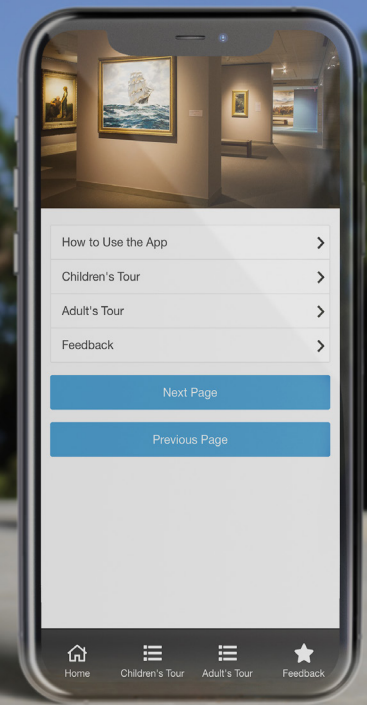 How to Use the App
Children's Tour
Adult's Tour
Feedback
Next Page
Previous Page
Home
Children's Tour
Adult's Tour
Feedback